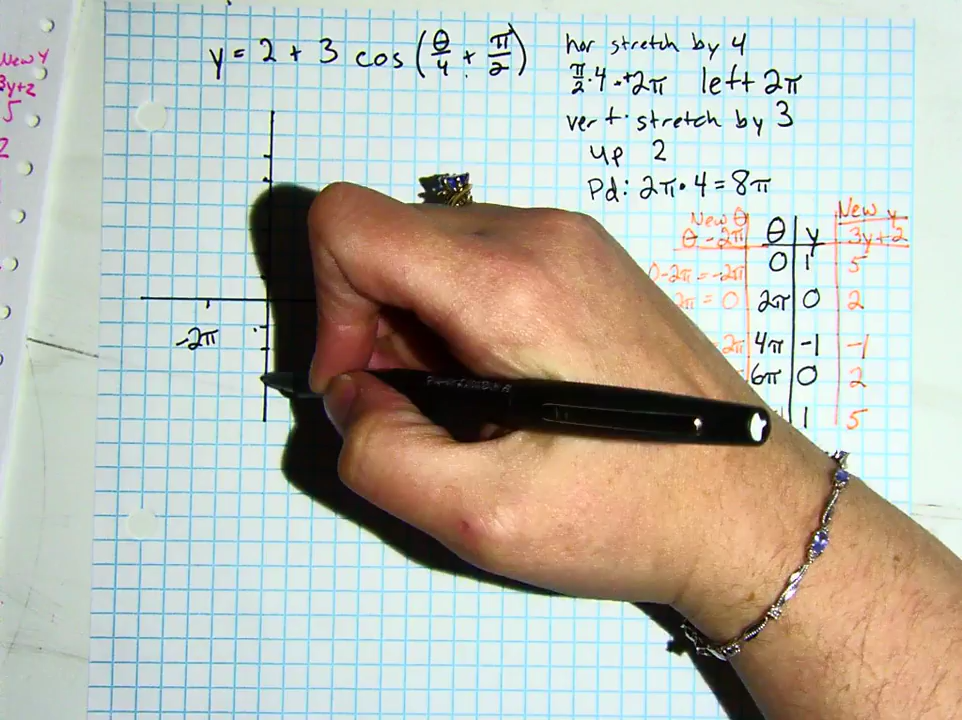 New Y
3y+2
5
2
y = 2 + 3 cos (θ/4 + π/2)
hor stretch by 4
π/2 · 4 = +2π left 2π
vert. stretch by 3
up 2
Pd: 2π · 4 = 8π
New θ New y
θ - 2π θ y 3y+2
0-2π = -2π 0 1 5
2π = 0 2π 0 2
2π 4π -1 -1
6π 0 2
1 5
-2π